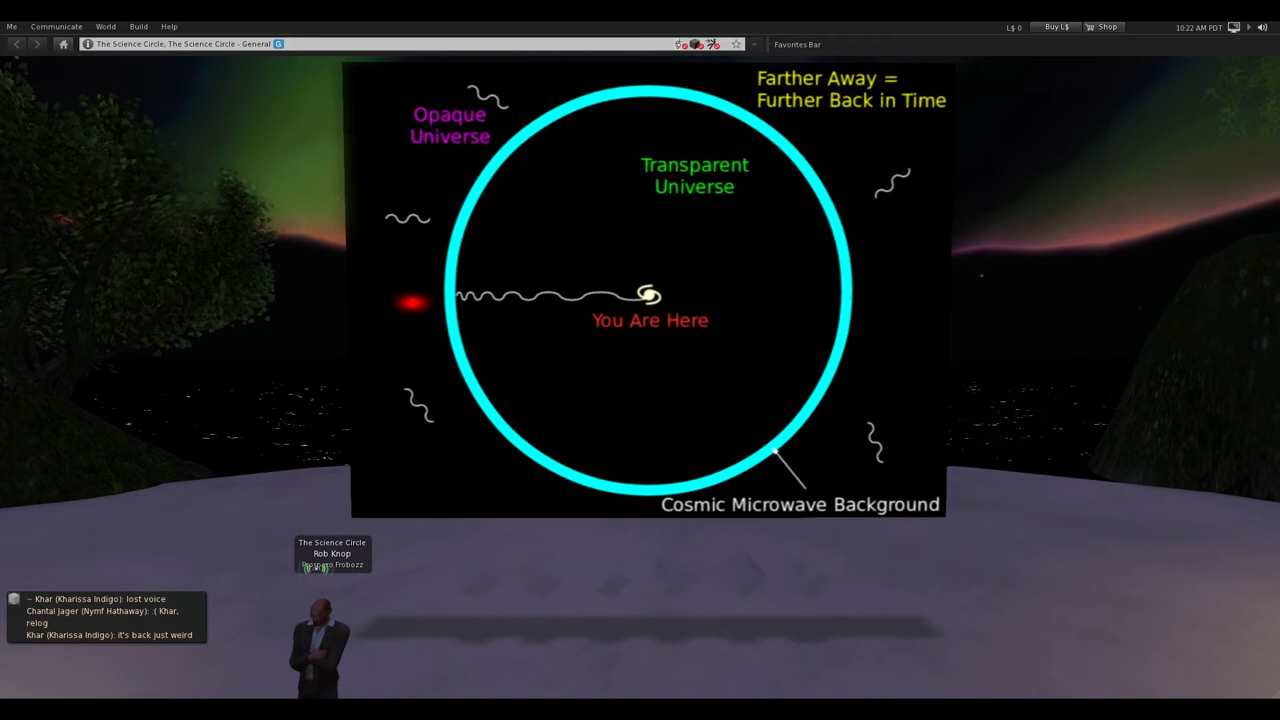 Me Communicate World Build Help
L$ 0 Buy L$ Shop 10:22 AM PDT
The Science Circle, The Science Circle - General G
Favorites Bar
Farther Away =
Further Back in Time
Opaque
Universe
Transparent
Universe
You Are Here
Cosmic Microwave Background
The Science Circle
Rob Knop
Prospero Frobozz
-- Khar (Kharissa Indigo): lost voice
Chantal Jager (Nymf Hathaway): :( Khar,
relog
Khar (Kharissa Indigo): it's back just weird